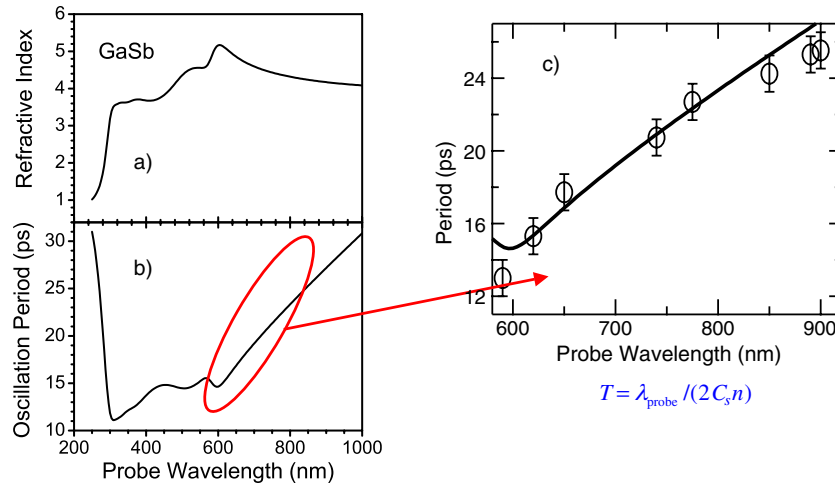 GaSb
a)
Refractive Index
6
5
4
3
2
1
b)
Oscillation Period (ps)
30
25
20
15
10
200 400 600 800 1000
Probe Wavelength (nm)
c)
Period (ps)
24
20
16
12
600 700 800 900
Probe Wavelength (nm)
T = λprobe /(2Csn)